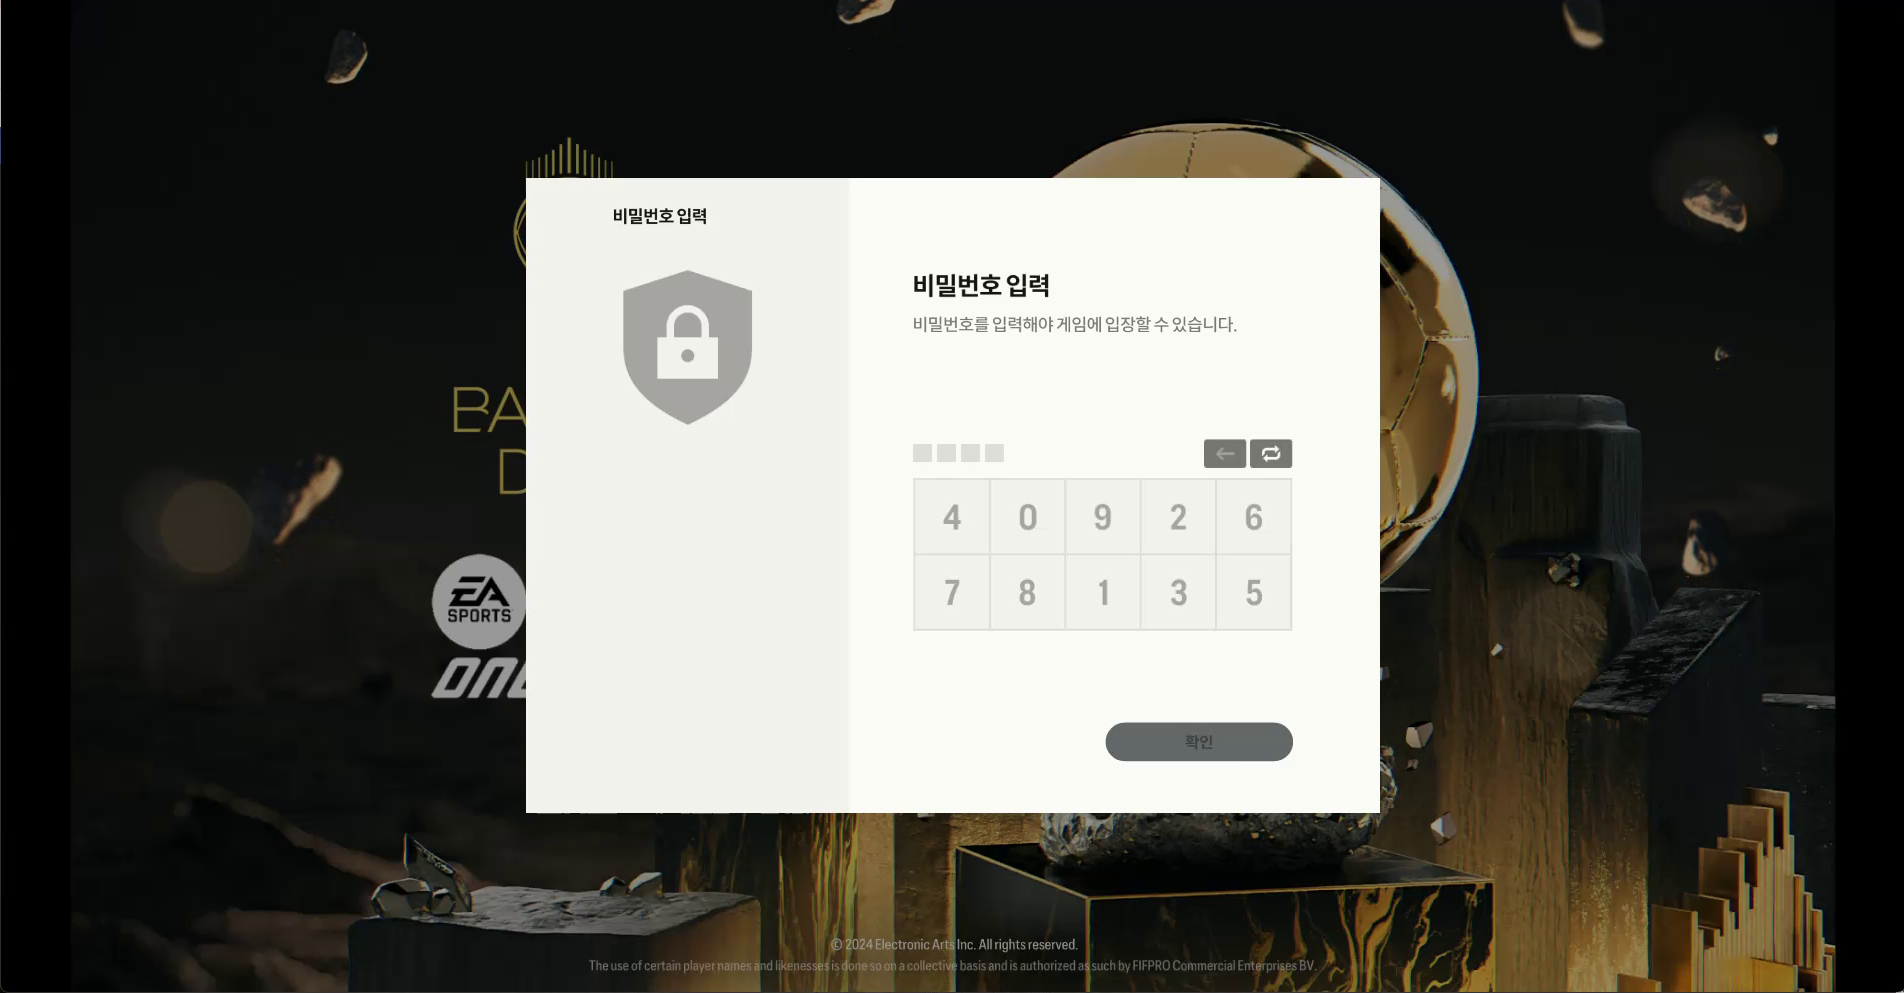 비밀번호 입력
비밀번호 입력
비밀번호를 입력해야 게임에 입장할 수 있습니다.
4 0 9 2 6
7 8 1 3 5
확인
BA
D
EA
SPORTS
© 2024 Electronic Arts Inc. All rights reserved.
The use of certain player names and likenesses is done so on a collective basis and is authorized as such by FIFPRO Commercial Enterprises BV.